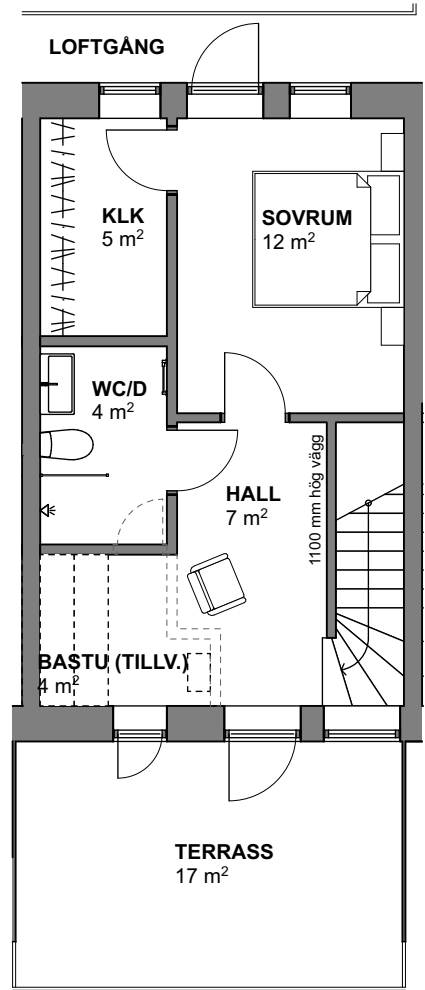 LOFTGÅNG
KLK
5 m²
SOVRUM
12 m²
WC/D
4 m²
HALL
7 m²
1100 mm hög vägg
BASTU (TILLV.)
4 m²
TERRASS
17 m²